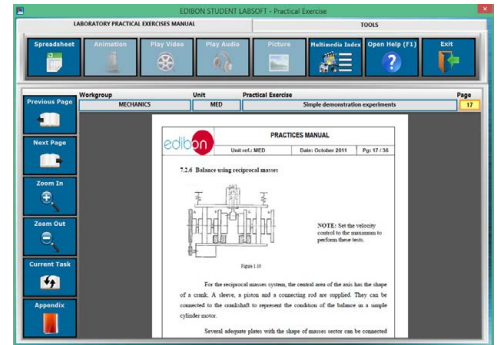 EDIBON STUDENT LABSOFT - Practical Exercise
LABORATORY PRACTICAL EXERCISES MANUAL
TOOLS
Spreadsheet
Animation
Play Video
Play Audio
Picture
Multimedia Index
Open Help (F1)
?
Exit
Workgroup
Unit
Practical Exercise
Page
MECHANICS
MED
Simple demonstration experiments
17
Previous Page
Next Page
Zoom In
Zoom Out
Current Task
Appendix
edibon
PRACTICES MANUAL
Unit ref.: MED
Date: October 2011
Pg: 17 / 36
7.2.6 Balance using reciprocal masses
NOTE: Set the
velocity
control to the maximum to
perform these tests.
Figure 1.10
For the reciprocal masses system, the central area of the axis has the shape
of a crank. A sleeve, a piston and a connecting rod are supplied. They can be
connected to the crankshaft to represent the condition of the balance in a simple
cylinder motor.
Several adequate plates with the shape of masses sector can be connected